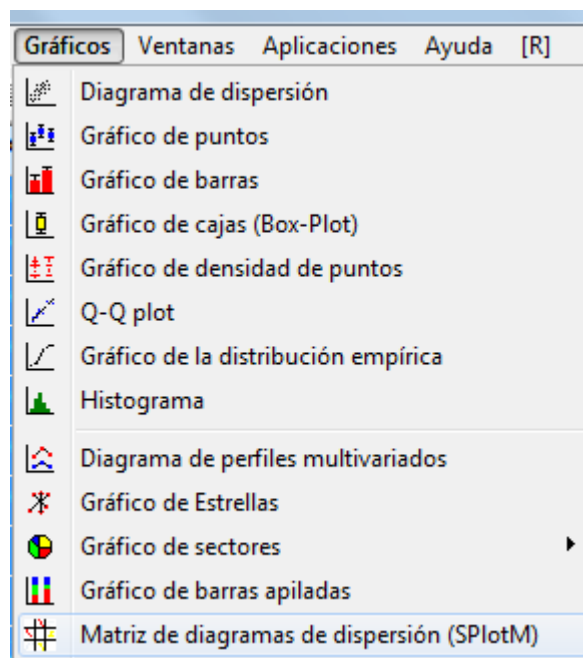 Gráficos Ventanas Aplicaciones Ayuda [R]
Diagrama de dispersión
Gráfico de puntos
Gráfico de barras
Gráfico de cajas (Box-Plot)
Gráfico de densidad de puntos
Q-Q plot
Gráfico de la distribución empírica
Histograma
Diagrama de perfiles multivariados
Gráfico de Estrellas
Gráfico de sectores
Gráfico de barras apiladas
Matriz de diagramas de dispersión (SPlotM)